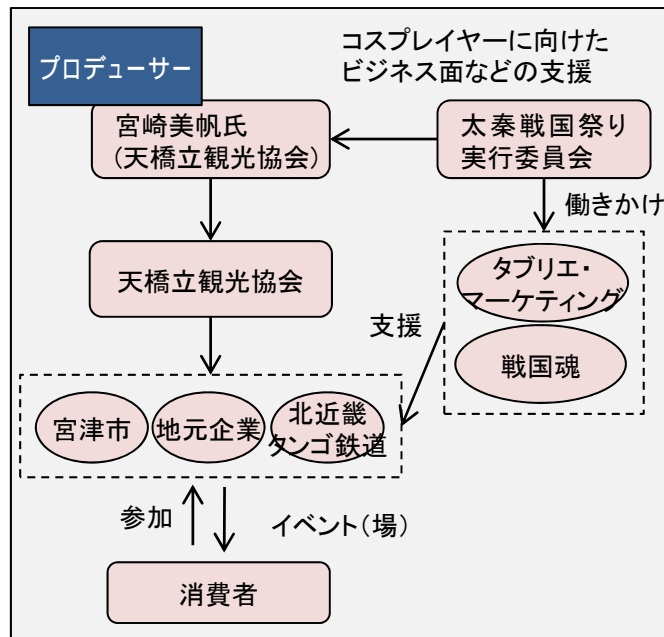 プロデューサー
コスプレイヤーに向けた
ビジネス面などの支援
宮崎美帆氏
(天橋立観光協会)
太秦戦国祭り
実行委員会
働きかけ
天橋立観光協会
タブリエ・
マーケティング
戦国魂
支援
宮津市
地元企業
北近畿
タンゴ鉄道
参加
イベント(場)
消費者